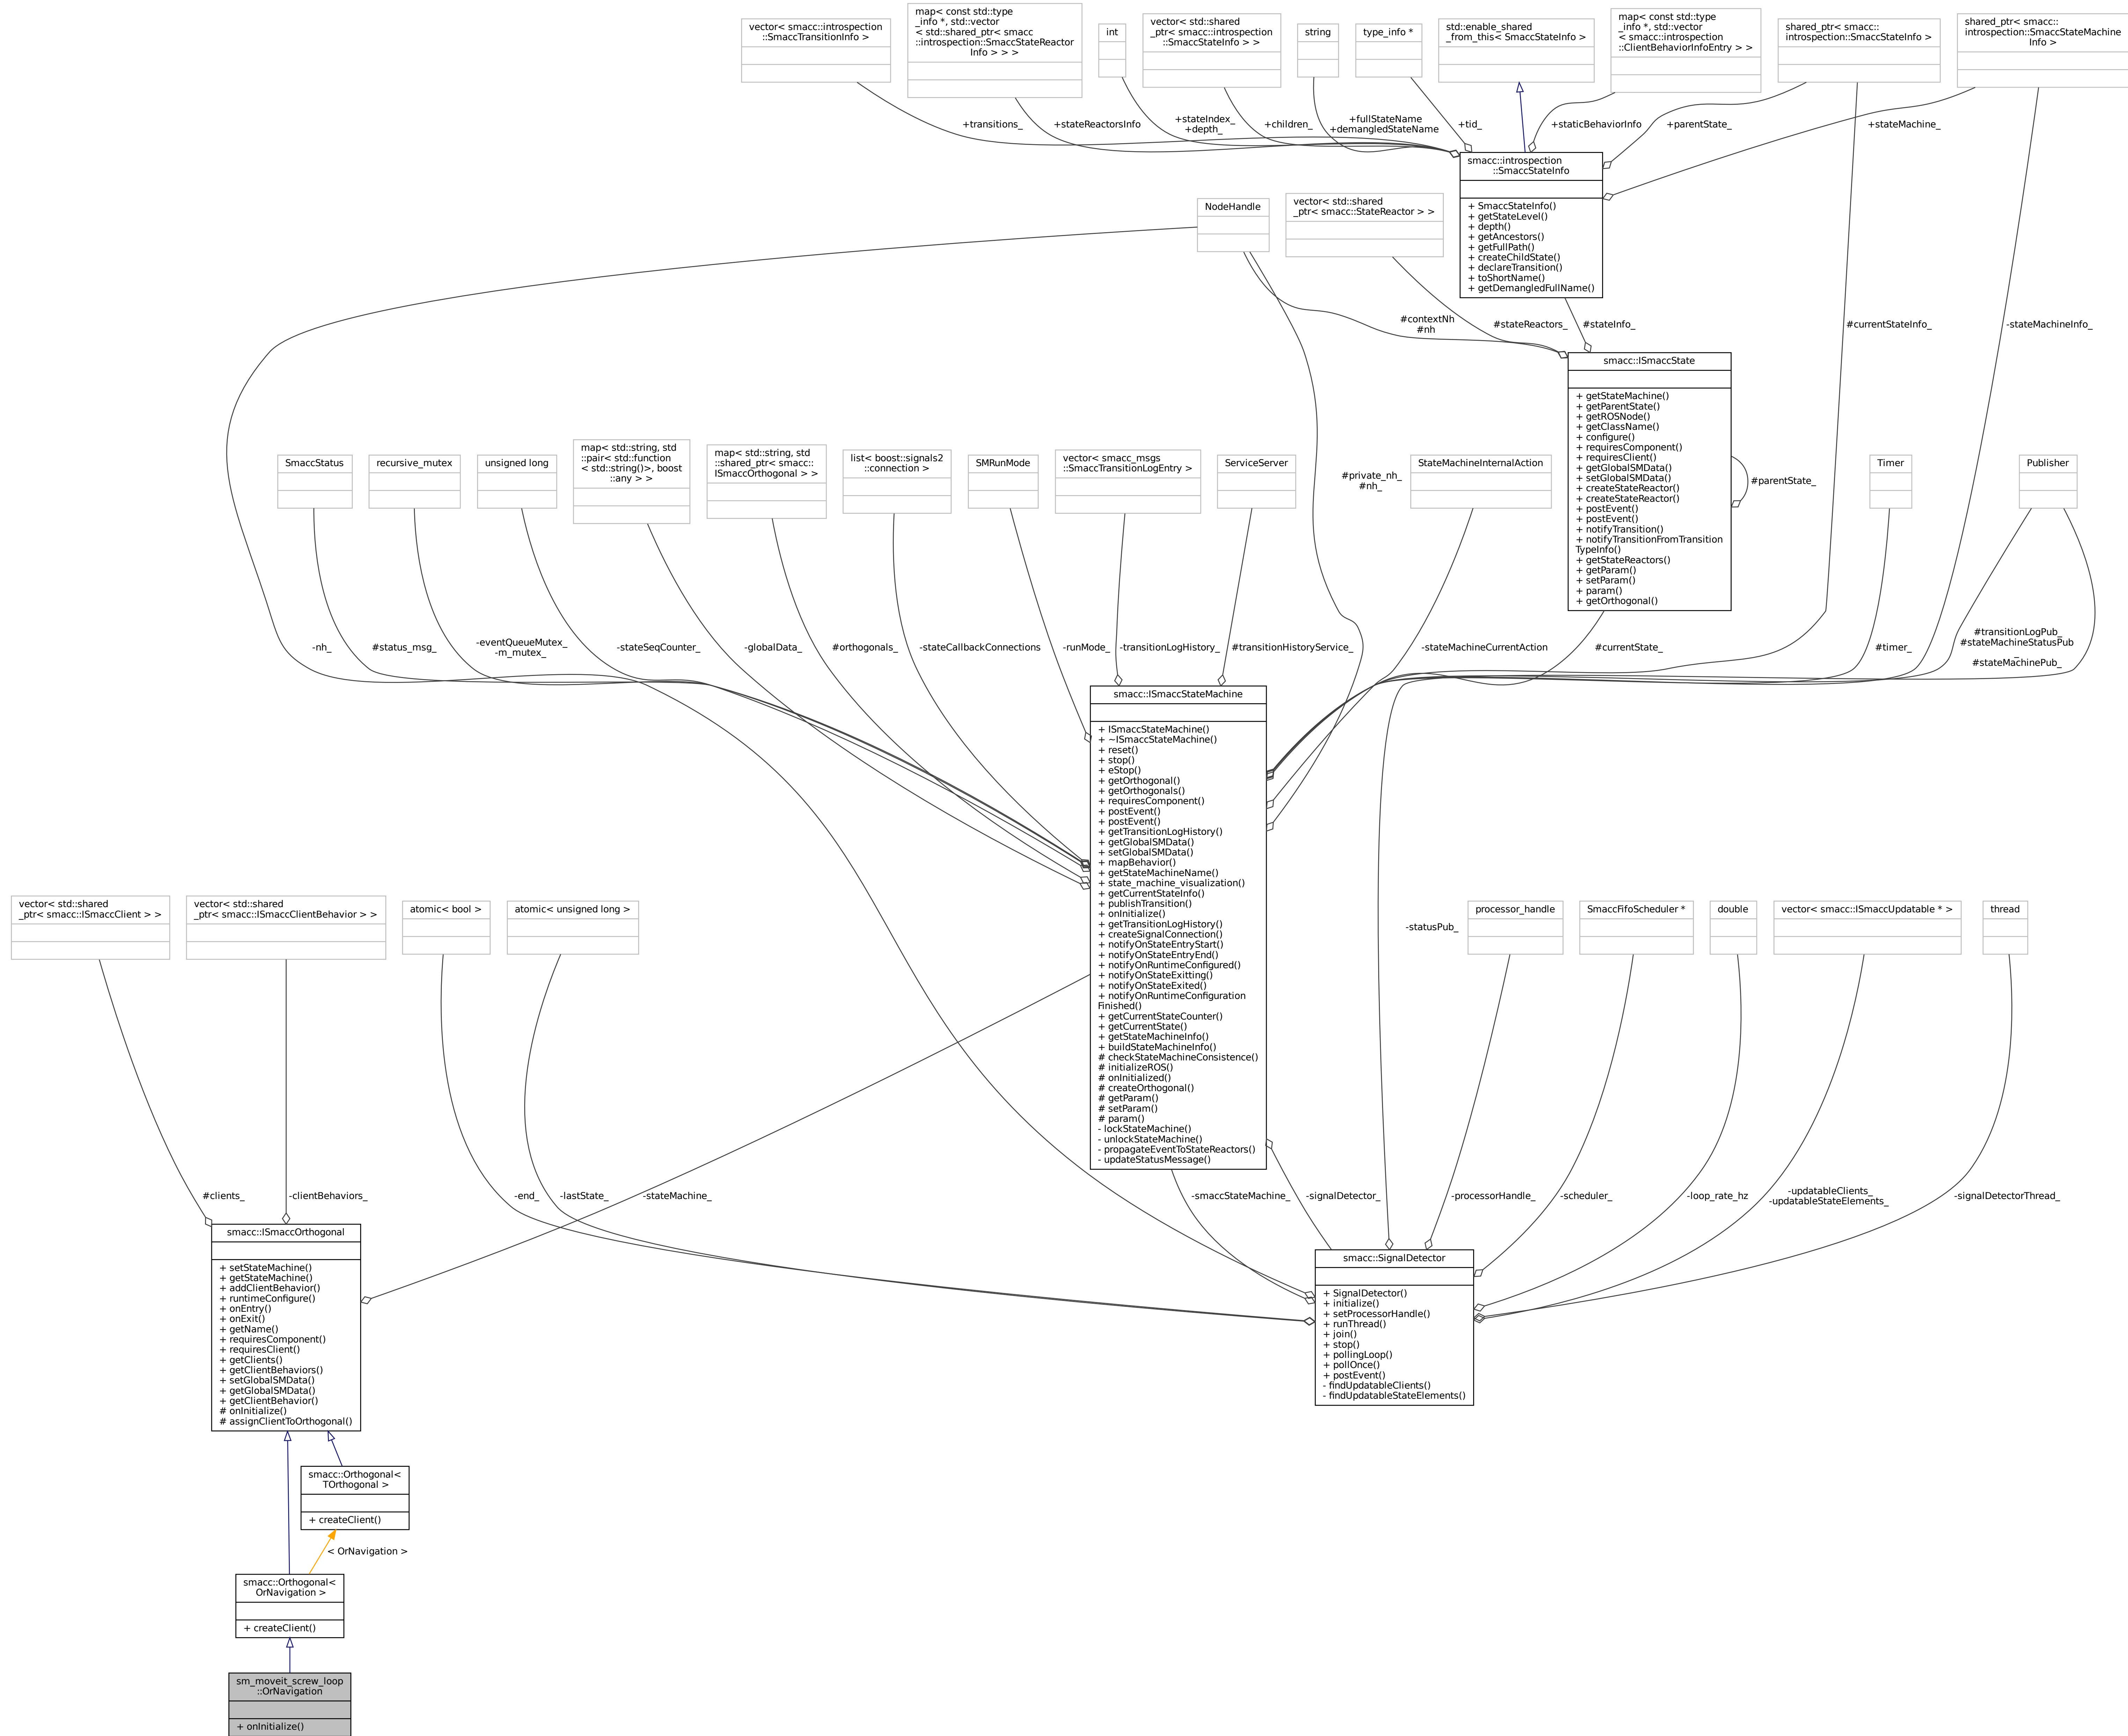 vector< smacc::introspection
::SmaccTransitionInfo >
map< const std::type
_info *, std::vector
< std::shared_ptr< smacc
::introspection::SmaccStateReactor
Info > > >
int
vector< std::shared
_ptr< smacc::introspection
::SmaccStateInfo > >
string
type_info *
std::enable_shared
_from_this< SmaccStateInfo >
map< const std::type
_info *, std::vector
< smacc::introspection
::ClientBehaviorInfoEntry > >
shared_ptr< smacc::
introspection::SmaccStateInfo >
shared_ptr< smacc::
introspection::SmaccStateMachine
Info >
+transitions_
+stateReactorsInfo
+stateIndex_
+depth_
+children_
+fullStateName
+demangledStateName
+tid_
+staticBehaviorInfo
+parentState_
+stateMachine_
smacc::introspection
::SmaccStateInfo
+ SmaccStateInfo()
+ getStateLevel()
+ depth()
+ getAncestors()
+ getFullPath()
+ createChildState()
+ declareTransition()
+ toShortName()
+ getDemangledFullName()
NodeHandle
vector< std::shared
_ptr< smacc::StateReactor > >
#contextNh
#nh
#stateReactors_
#stateInfo_
#currentStateInfo_
-stateMachineInfo_
smacc::ISmaccState
+ getStateMachine()
+ getParentState()
+ getROSNode()
+ getClassName()
+ configure()
+ requiresComponent()
+ requiresClient()
+ getGlobalSMData()
+ setGlobalSMData()
+ createStateReactor()
+ createStateReactor()
+ postEvent()
+ postEvent()
+ notifyTransition()
+ notifyTransitionFromTransition
TypeInfo()
+ getStateReactors()
+ getParam()
+ setParam()
+ param()
+ getOrthogonal()
#parentState_
SmaccStatus
recursive_mutex
unsigned long
map< std::string, std
::pair< std::function
< std::string()>, boost
::any > >
map< std::string, std
::shared_ptr< smacc::
ISmaccOrthogonal > >
list< boost::signals2
::connection >
SMRunMode
vector< smacc_msgs
::SmaccTransitionLogEntry >
ServiceServer
#private_nh_
#nh_
StateMachineInternalAction
Timer
Publisher
-nh_
#status_msg_
-eventQueueMutex_
-m_mutex_
-stateSeqCounter_
-globalData_
#orthogonals_
-stateCallbackConnections
-runMode_
-transitionLogHistory_
#transitionHistoryService_
-stateMachineCurrentAction
#currentState_
#timer_
#transitionLogPub_
#stateMachineStatusPub
_
#stateMachinePub_
smacc::ISmaccStateMachine
+ ISmaccStateMachine()
+ ~ISmaccStateMachine()
+ reset()
+ stop()
+ eStop()
+ getOrthogonal()
+ getOrthogonals()
+ requiresComponent()
+ postEvent()
+ postEvent()
+ getTransitionLogHistory()
+ getGlobalSMData()
+ setGlobalSMData()
+ mapBehavior()
+ getStateMachineName()
+ state_machine_visualization()
+ getCurrentStateInfo()
+ publishTransition()
+ onInitialize()
+ getTransitionLogHistory()
+ createSignalConnection()
+ notifyOnStateEntryStart()
+ notifyOnStateEntryEnd()
+ notifyOnRuntimeConfigured()
+ notifyOnStateExitting()
+ notifyOnStateExited()
+ notifyOnRuntimeConfiguration
Finished()
+ getCurrentStateCounter()
+ getCurrentState()
+ getStateMachineInfo()
+ buildStateMachineInfo()
# checkStateMachineConsistence()
# initializeROS()
# onInitialized()
# createOrthogonal()
# getParam()
# setParam()
# param()
- lockStateMachine()
- unlockStateMachine()
- propagateEventToStateReactors()
- updateStatusMessage()
vector< std::shared
_ptr< smacc::ISmaccClient > >
vector< std::shared
_ptr< smacc::ISmaccClientBehavior > >
atomic< bool >
atomic< unsigned long >
-statusPub_
processor_handle
SmaccFifoScheduler *
double
vector< smacc::ISmaccUpdatable * >
thread
#clients_
-clientBehaviors_
-end_
-lastState_
-stateMachine_
-smaccStateMachine_
-signalDetector_
-processorHandle_
-scheduler_
-loop_rate_hz
-updatableClients_
-updatableStateElements_
-signalDetectorThread_
smacc::ISmaccOrthogonal
+ setStateMachine()
+ getStateMachine()
+ addClientBehavior()
+ runtimeConfigure()
+ onEntry()
+ onExit()
+ getName()
+ requiresComponent()
+ requiresClient()
+ getClients()
+ getClientBehaviors()
+ setGlobalSMData()
+ getGlobalSMData()
+ getClientBehavior()
# onInitialize()
# assignClientToOrthogonal()
smacc::SignalDetector
+ SignalDetector()
+ initialize()
+ setProcessorHandle()
+ runThread()
+ join()
+ stop()
+ pollingLoop()
+ pollOnce()
+ postEvent()
- findUpdatableClients()
- findUpdatableStateElements()
smacc::Orthogonal<
TOrthogonal >
+ createClient()
< OrNavigation >
smacc::Orthogonal<
OrNavigation >
+ createClient()
sm_moveit_screw_loop
::OrNavigation
+ onInitialize()